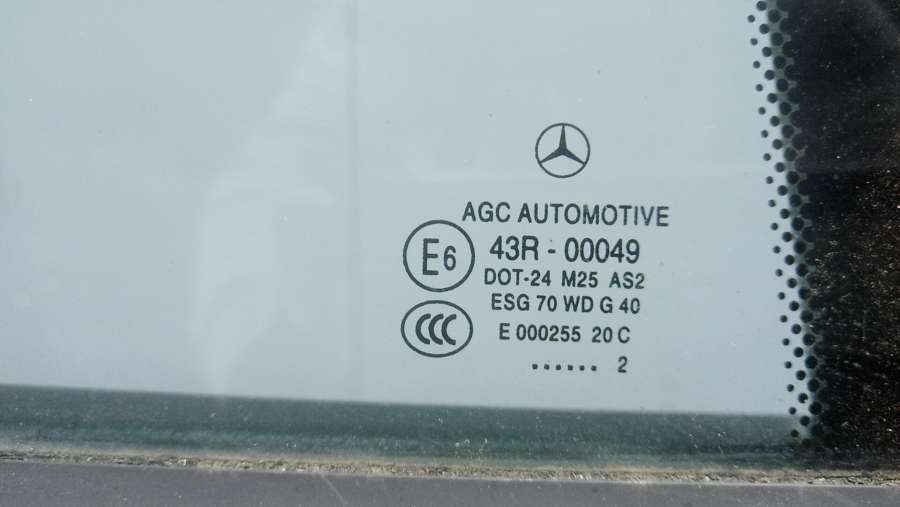 AGC AUTOMOTIVE
E6 43R - 00049
DOT-24 M25 AS2
ESG 70 WD G 40
CCC E 000255 20 C
...... 2